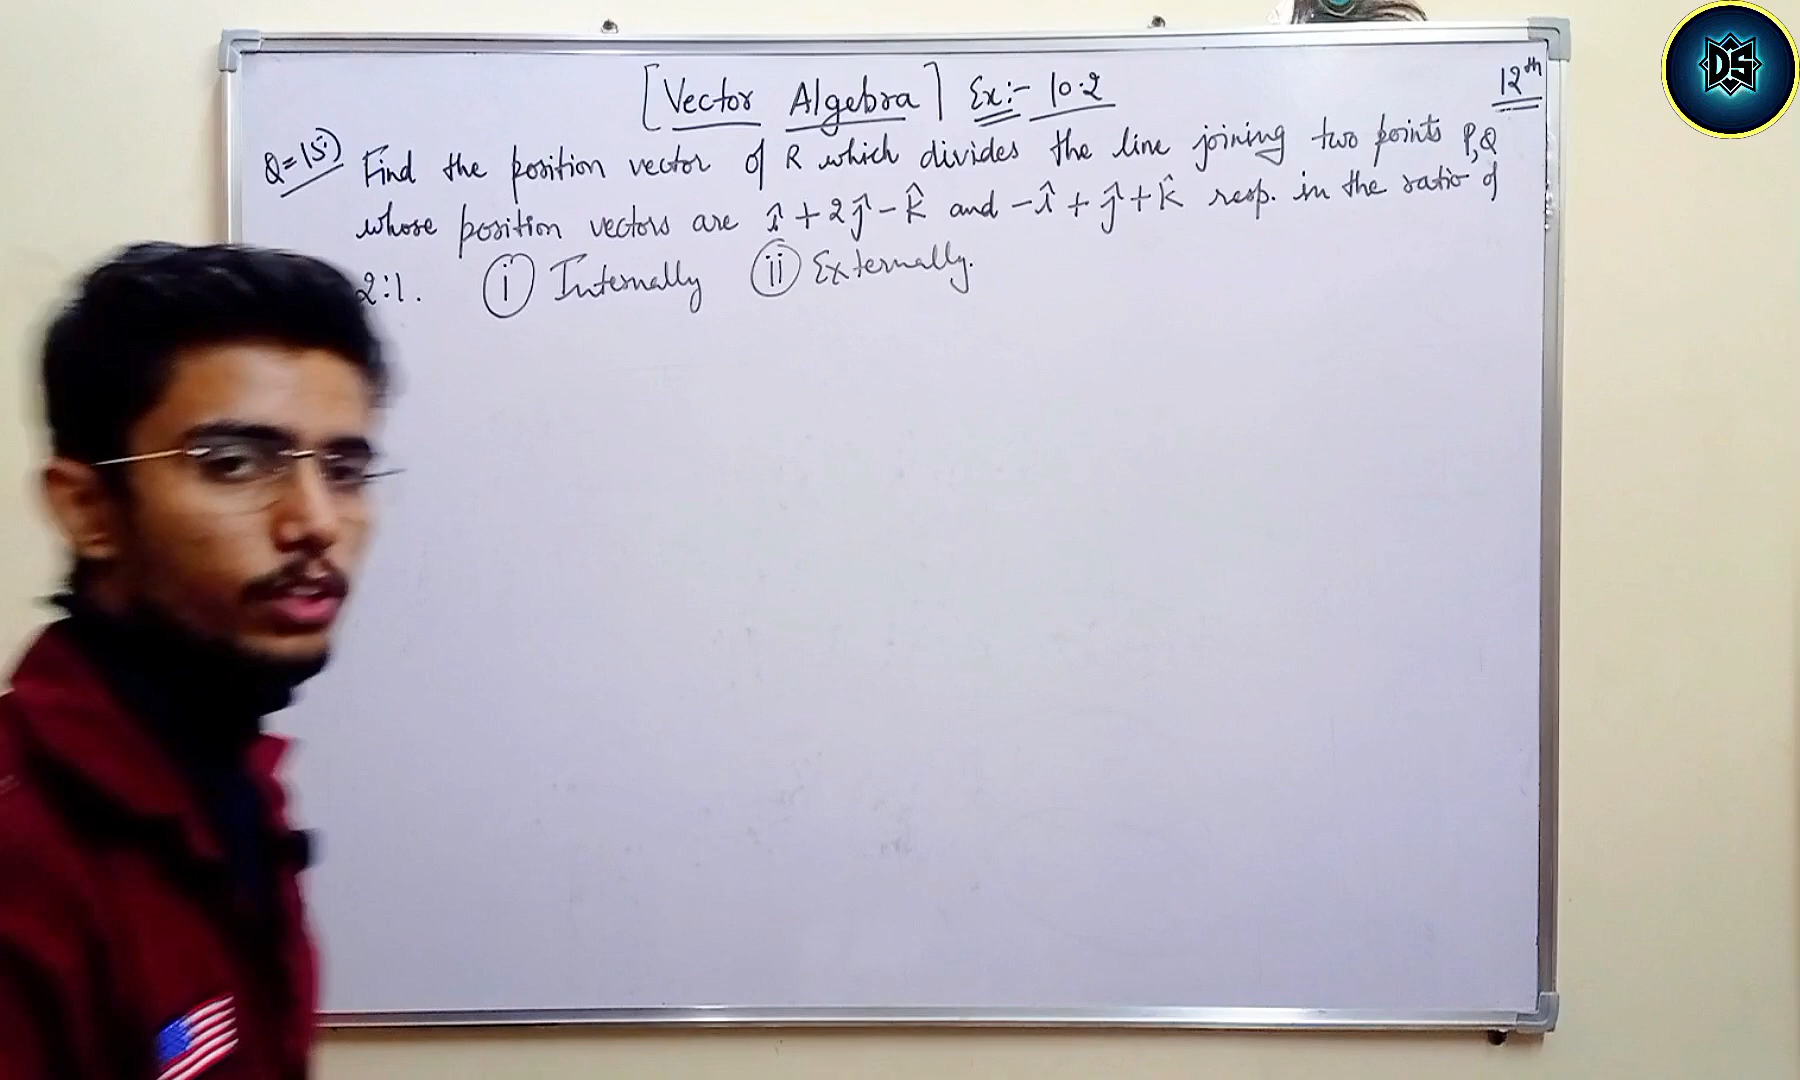 [Vector Algebra] Ex:- 10.2
12th
Q=15) Find the position vector of R which divides the line joining two points P,Q
whose position vectors are î + 2ĵ - k̂ and -î + ĵ + k̂ resp. in the ratio of
2:1. (i) Internally (ii) Externally.
DS